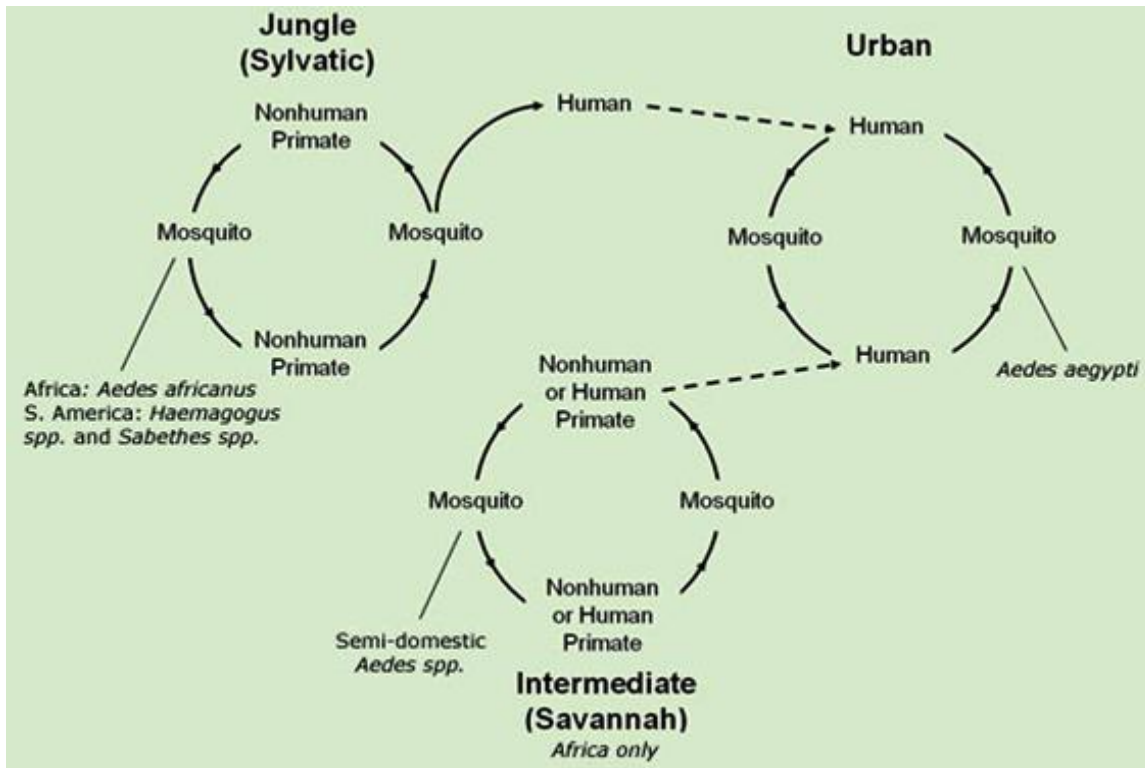 Jungle
(Sylvatic)
Nonhuman
Primate
Mosquito
Mosquito
Nonhuman
Primate
Africa: Aedes africanus
S. America: Haemagogus
spp. and Sabethes spp.
Human
Urban
Human
Mosquito
Mosquito
Human
Aedes aegypti
Nonhuman
or Human
Primate
Mosquito
Mosquito
Nonhuman
or Human
Primate
Semi-domestic
Aedes spp.
Intermediate
(Savannah)
Africa only